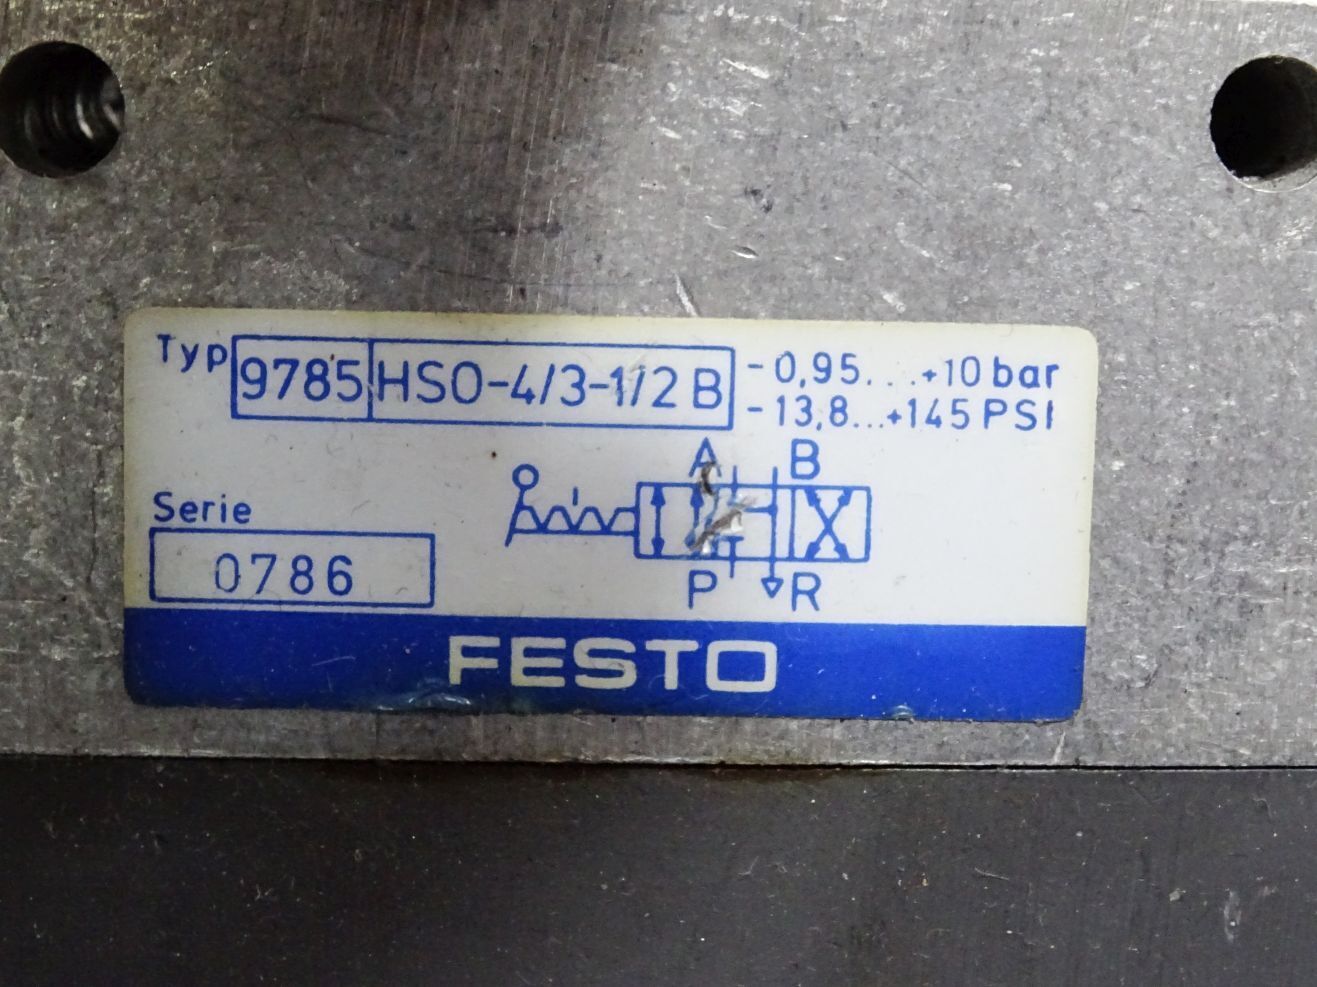 Typ 9785 HSO-4/3-1/2 B -0,95...+10 bar
-13,8...+145 PSI
A B
Serie
0786
P R
FESTO